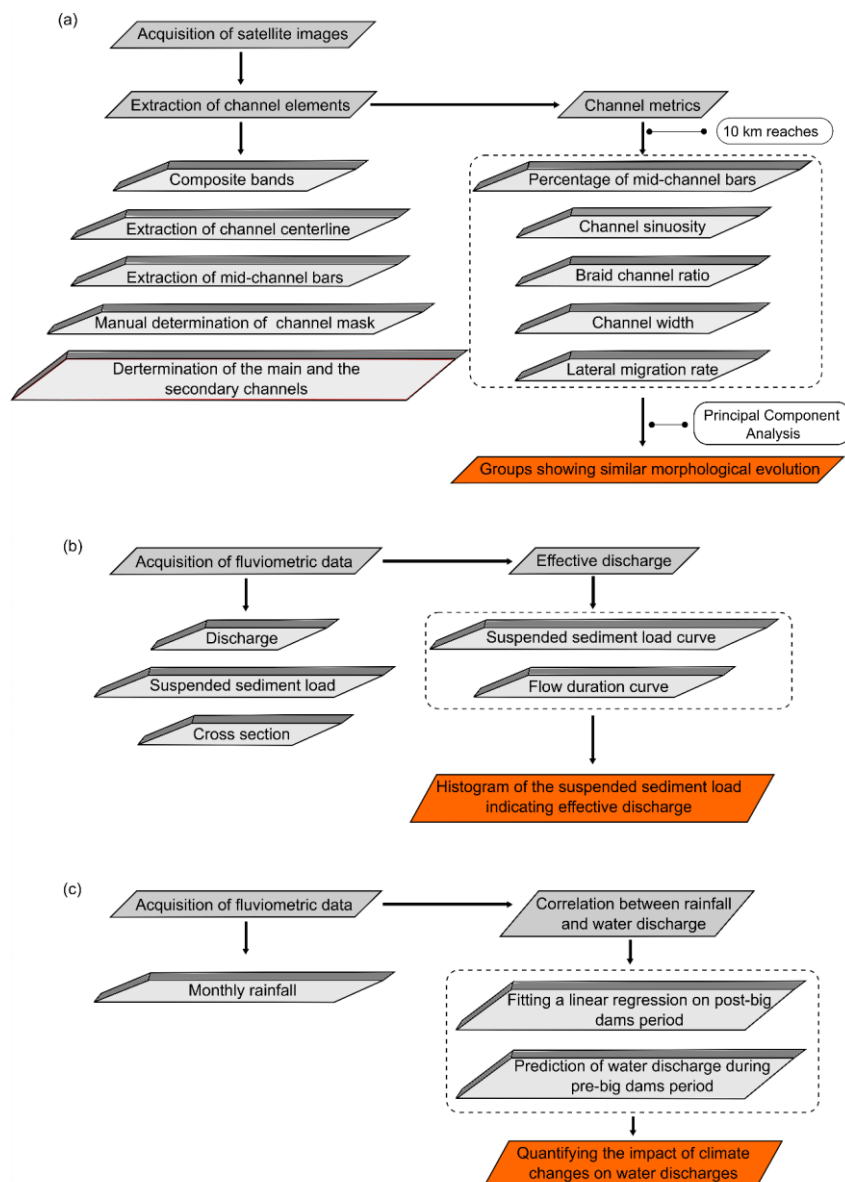 (a)
Acquisition of satellite images
Extraction of channel elements
Channel metrics
10 km reaches
Composite bands
Percentage of mid-channel bars
Extraction of channel centerline
Channel sinuosity
Extraction of mid-channel bars
Braid channel ratio
Manual determination of channel mask
Channel width
Dertermination of the main and the
secondary channels
Lateral migration rate
Principal Component
Analysis
Groups showing similar morphological evolution
(b)
Acquisition of fluviometric data
Effective discharge
Discharge
Suspended sediment load curve
Suspended sediment load
Flow duration curve
Cross section
Histogram of the suspended sediment load
indicating effective discharge
(c)
Acquisition of fluviometric data
Correlation between rainfall
and water discharge
Monthly rainfall
Fitting a linear regression on post-big
dams period
Prediction of water discharge during
pre-big dams period
Quantifying the impact of climate
changes on water discharges